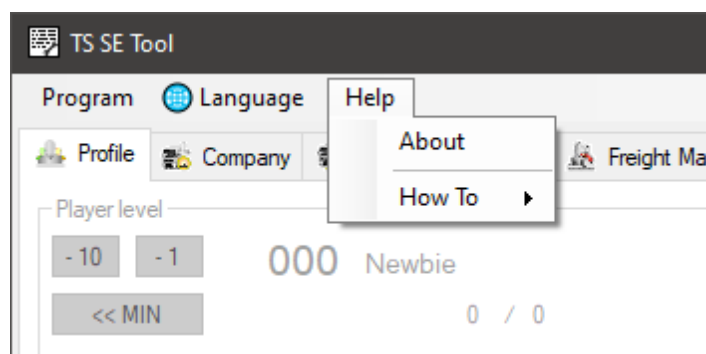 TS SE Tool
Program Language Help
About
How To
Profile Company Freight
Player level
- 10 - 1 000 Newbie
<< MIN 0 / 0